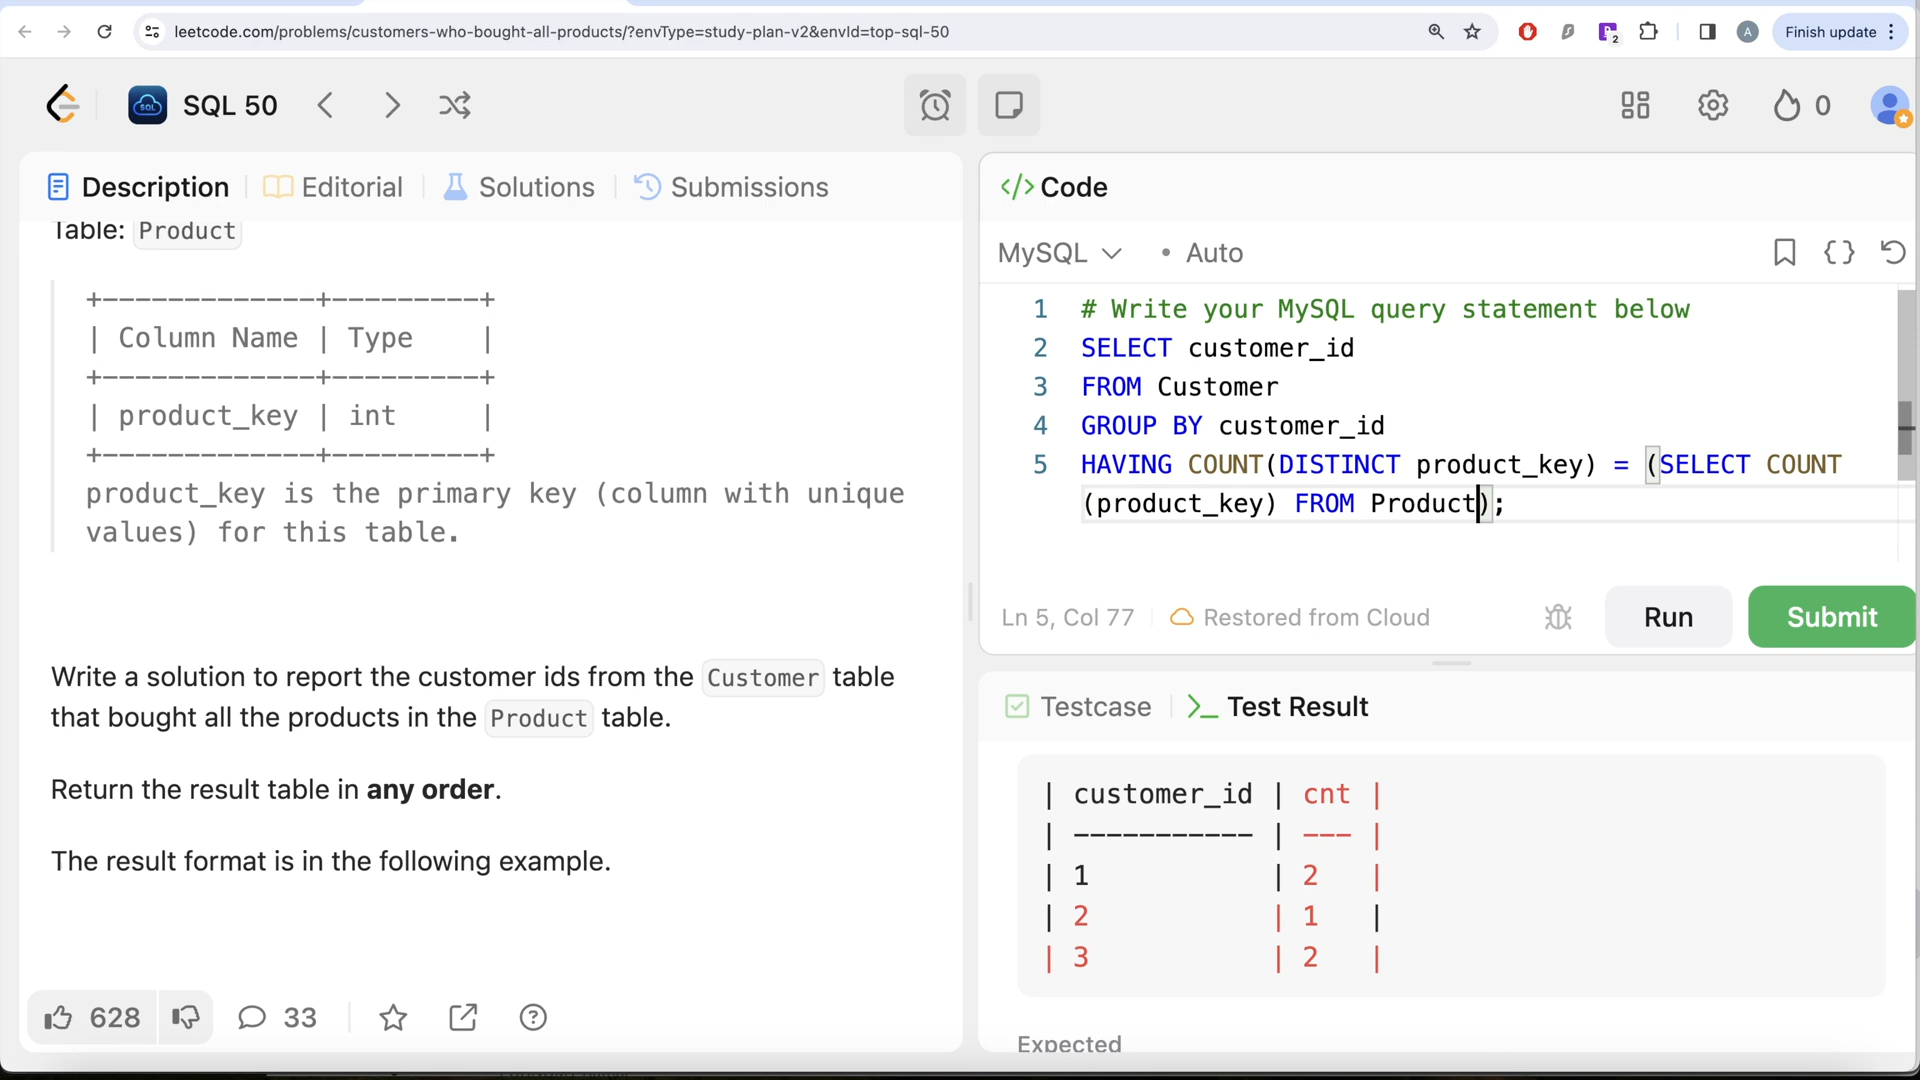 leetcode.com/problems/customers-who-bought-all-products/?envType=study-plan-v2&envId=top-sql-50
2
A
Finish update
SQL
SQL 50
0
Description
Editorial
Solutions
Submissions
Table: Product
+-------------+---------+
| Column Name | Type    |
+-------------+---------+
| product_key | int     |
+-------------+---------+
product_key is the primary key (column with unique
values) for this table.
Write a solution to report the customer ids from the Customer table
that bought all the products in the Product table.
Return the result table in any order.
The result format is in the following example.
628
33
</> Code
MySQL
• Auto
{}
1 # Write your MySQL query statement below
2 SELECT customer_id
3 FROM Customer
4 GROUP BY customer_id
5 HAVING COUNT(DISTINCT product_key) = (SELECT COUNT
(product_key) FROM Product);
Ln 5, Col 77
Restored from Cloud
Run
Submit
Testcase
>_ Test Result
| customer_id | cnt |
| ----------- | --- |
| 1           | 2   |
| 2           | 1   |
| 3           | 2   |
Expected